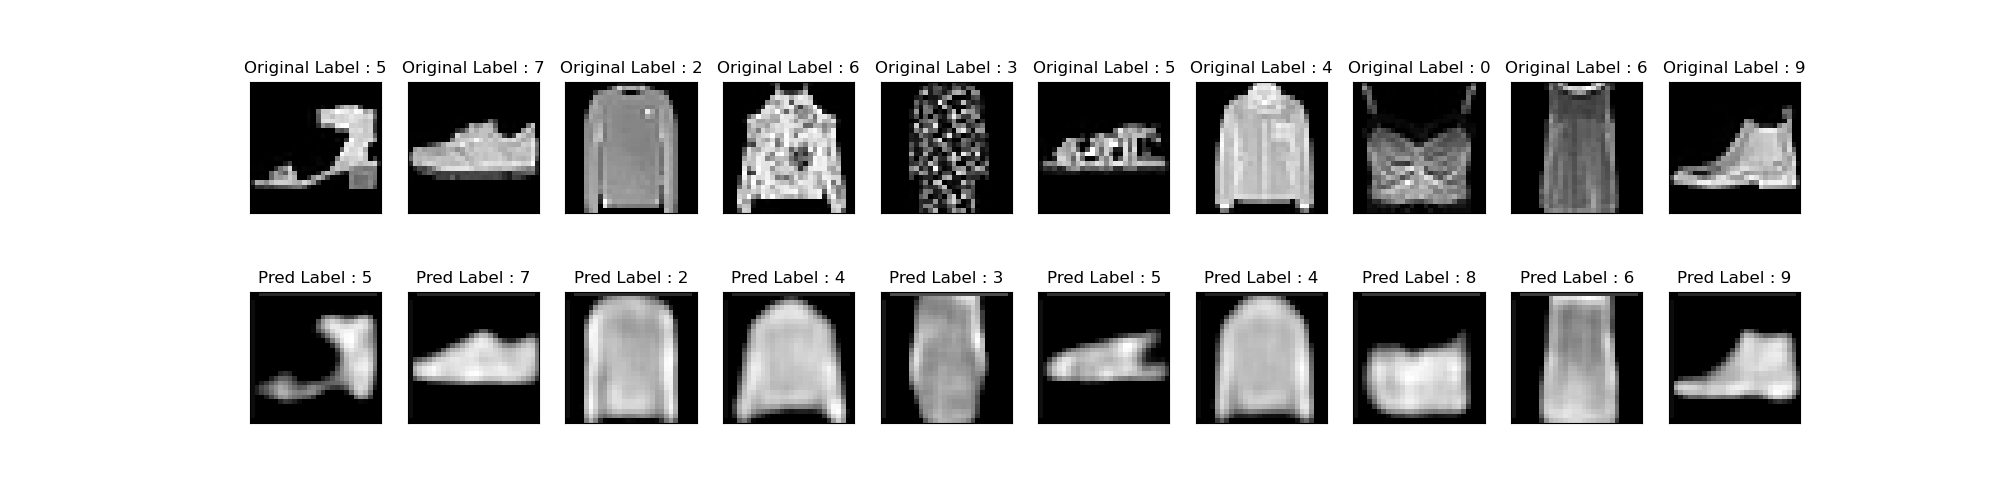 Original Label : 5 Original Label : 7 Original Label : 2 Original Label : 6 Original Label : 3 Original Label : 5 Original Label : 4 Original Label : 0 Original Label : 6 Original Label : 9
Pred Label : 5 Pred Label : 7 Pred Label : 2 Pred Label : 4 Pred Label : 3 Pred Label : 5 Pred Label : 4 Pred Label : 8 Pred Label : 6 Pred Label : 9